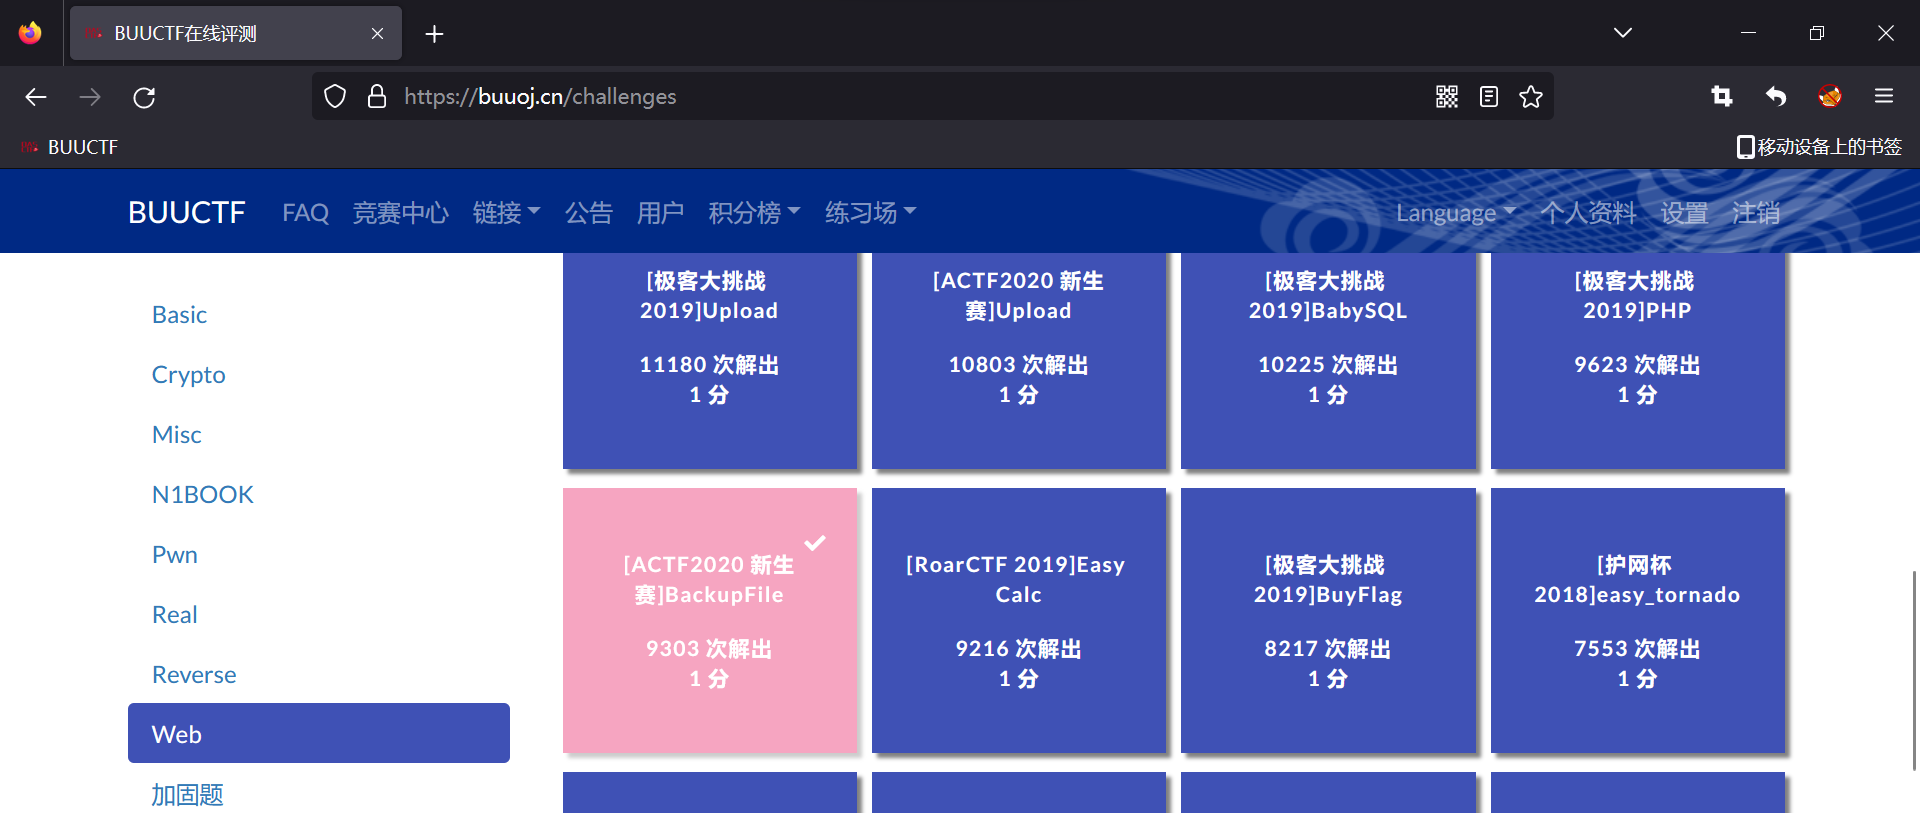 BUUCTF在线评测
https://buuoj.cn/challenges
BUUCTF
移动设备上的书签
BUUCTF FAQ 竞赛中心 链接 公告 用户 积分榜 练习场 Language 个人资料 设置 注销
Basic
Crypto
Misc
N1BOOK
Pwn
Real
Reverse
Web
加固题
[极客大挑战
2019]Upload
11180 次解出
1 分
[ACTF2020 新生
赛]Upload
10803 次解出
1 分
[极客大挑战
2019]BabySQL
10225 次解出
1 分
[极客大挑战
2019]PHP
9623 次解出
1 分
[ACTF2020 新生
赛]BackupFile
9303 次解出
1 分
[RoarCTF 2019]Easy
Calc
9216 次解出
1 分
[极客大挑战
2019]BuyFlag
8217 次解出
1 分
[护网杯
2018]easy_tornado
7553 次解出
1 分